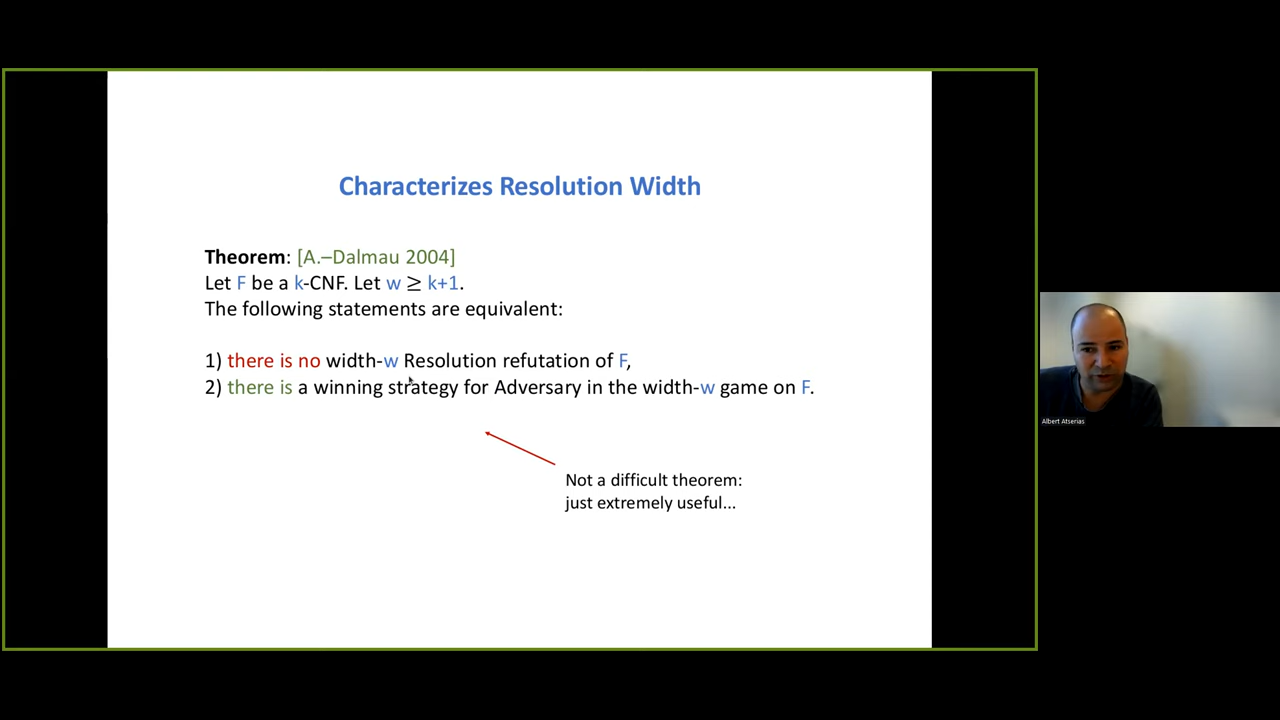 Characterizes Resolution Width
Theorem: [A.–Dalmau 2004]
Let F be a k-CNF. Let w ≥ k+1.
The following statements are equivalent:
1) there is no width-w Resolution refutation of F,
2) there is a winning strategy for Adversary in the width-w game on F.
Not a difficult theorem:
just extremely useful...
Albert Atserias